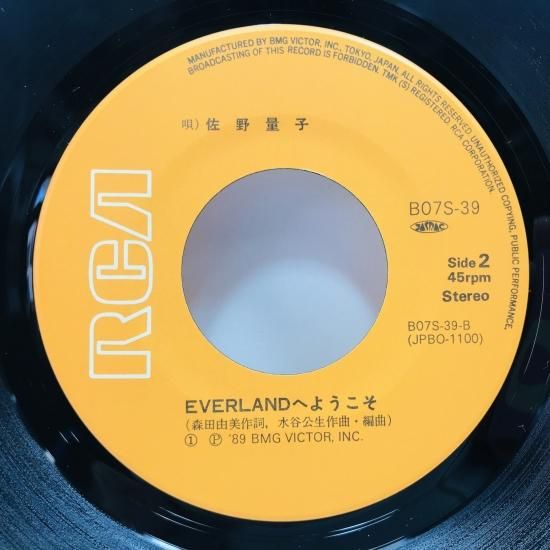 MANUFACTURED BY BMG VICTOR, INC., TOKYO, JAPAN. ALL RIGHTS RESERVED. UNAUTHORIZED COPYING, PUBLIC PERFORMANCE,
BROADCASTING OF THIS RECORD IS FORBIDDEN. TMK(S) REGISTERED. RCA CORPORATION.
唄)佐野量子
RCA
B07S-39
JASRAC
Side 2
45rpm
Stereo
B07S-39-B
(JPBO-1100)
EVERLANDへようこそ
(森田由美作詞, 水谷公生作曲・編曲)
① Ⓟ '89 BMG VICTOR, INC.